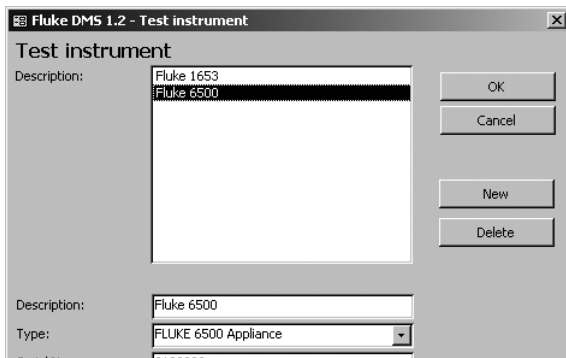 Fluke DMS 1.2 - Test instrument
Test instrument
Description:
Fluke 1653
Fluke 6500
OK
Cancel
New
Delete
Description:
Fluke 6500
Type:
FLUKE 6500 Appliance